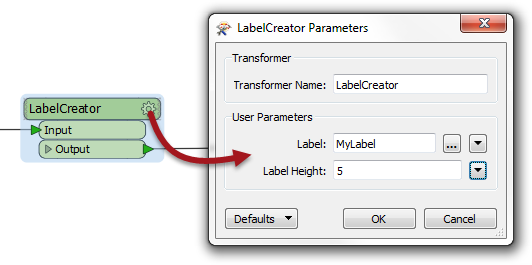 LabelCreator
Input
Output
LabelCreator Parameters
Transformer
Transformer Name: LabelCreator
User Parameters
Label: MyLabel ...
Label Height: 5
Defaults OK Cancel